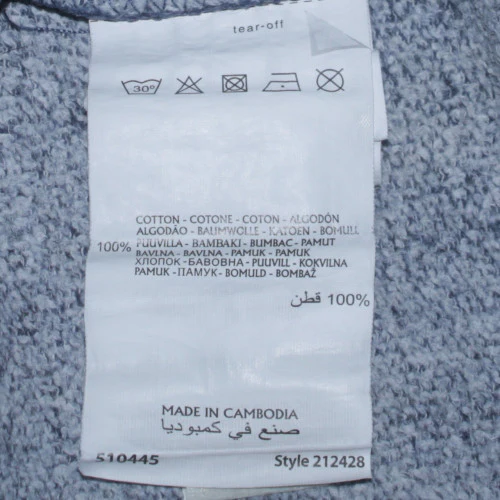 tear-off
30°
COTTON - COTONE - COTON - ALGODÓN
ALGODÃO - BAUMWOLLE - KATOEN - BOMULL
100% PUUVILLA - BAMBAKI - BUMBAC - PAMUT
BAVLNA - BAVLNA - PAMUK - PAMUK
ХЛОПОК - БАВОВНА - PUUVILL - KOKVILNA
PAMUK - ПАМУК - BOMULD - BOMBAŽ
100% قطن
MADE IN CAMBODIA
صنع في كمبوديا
510445 Style 212428